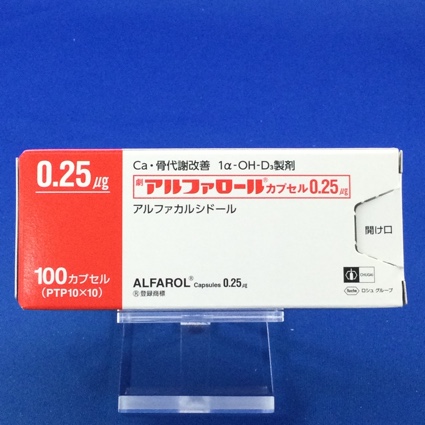 0.25μg
100カプセル
(PTP10×10)
Ca・骨代謝改善 1α-OH-D₃製剤
劇 アルファロール® カプセル0.25μg
アルファカルシドール
ALFAROL® Capsules 0.25μg
Ⓡ登録商標
開け口
CHUGAI
Roche ロシュ グループ